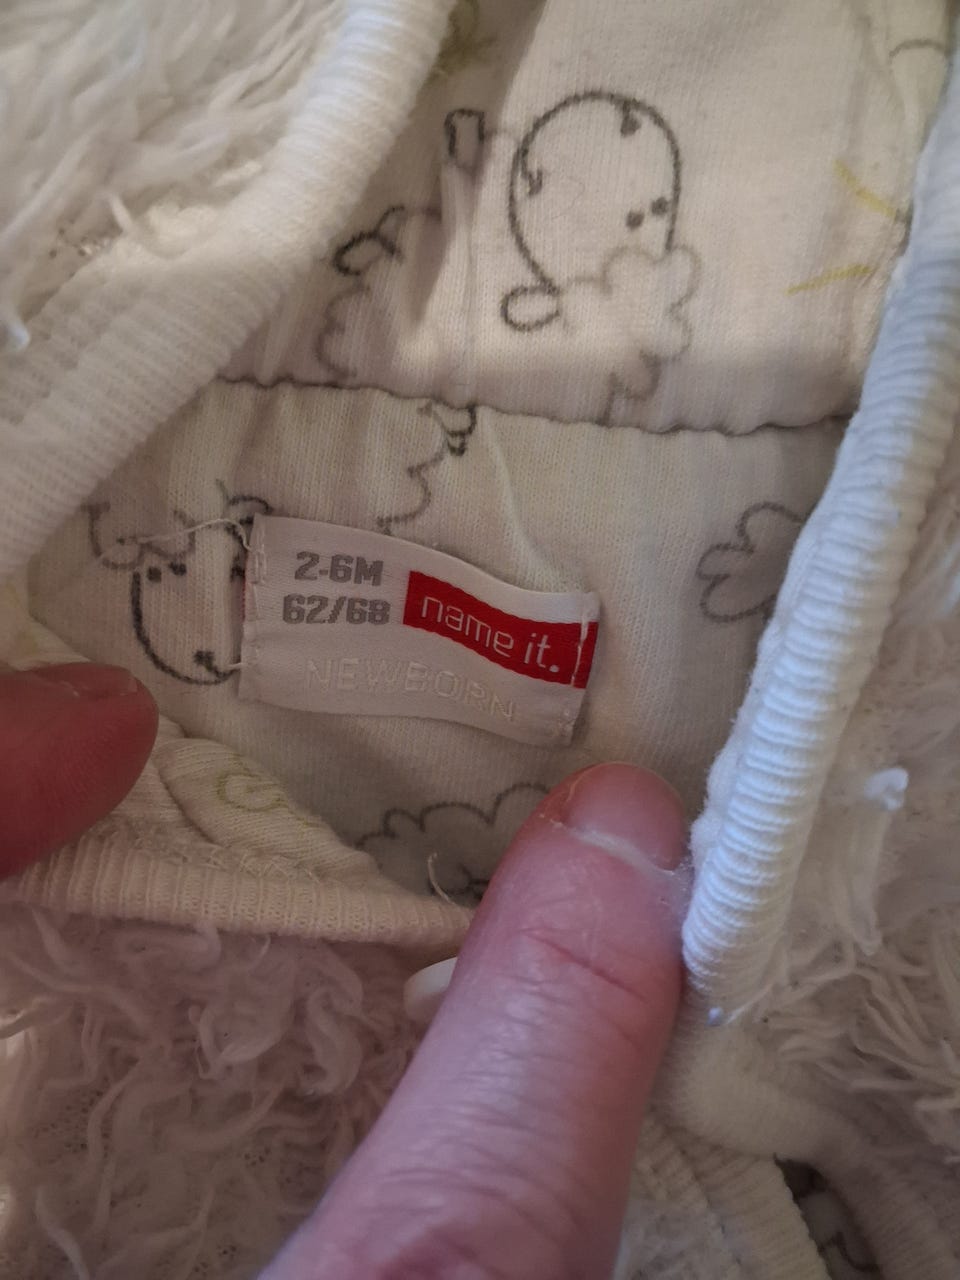 2-6M
62/68
name it.
NEWBORN